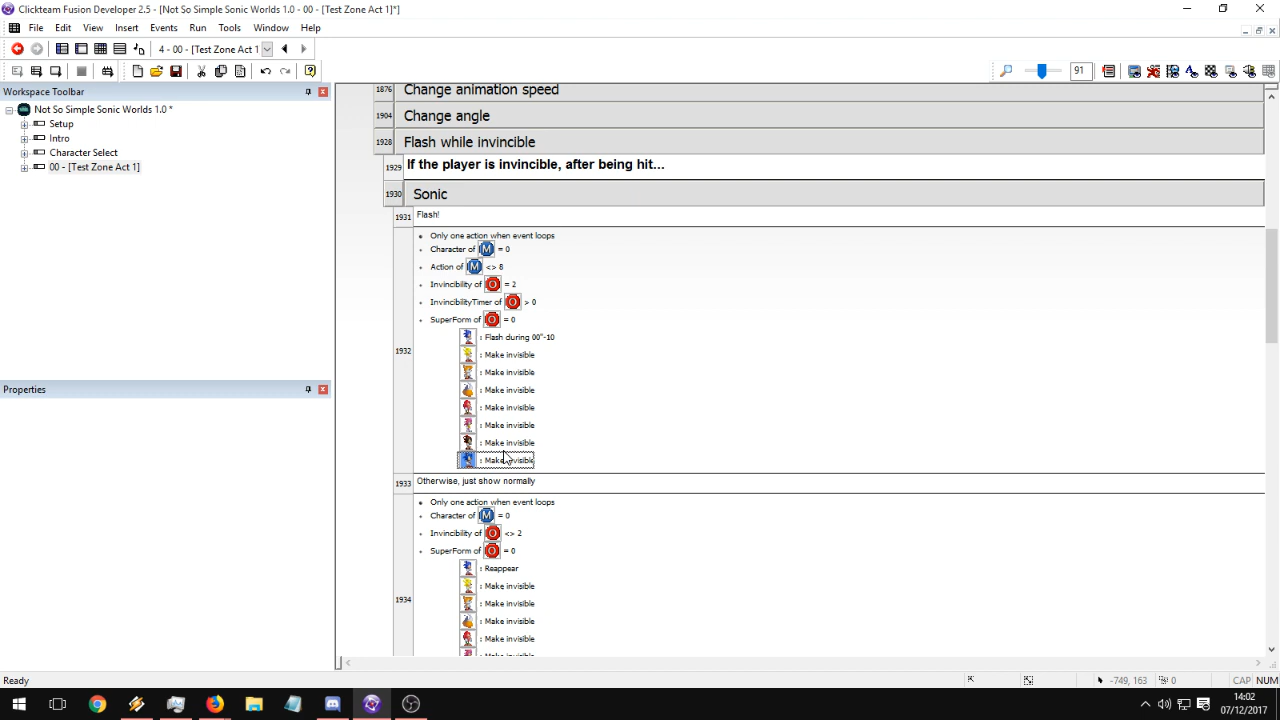 Clickteam Fusion Developer 2.5 - [Not So Simple Sonic Worlds 1.0 - 00 - [Test Zone Act 1]*]
File Edit View Insert Events Run Tools Window Help
4 - 00 - [Test Zone Act 1
91
Workspace Toolbar
Not So Simple Sonic Worlds 1.0 *
Setup
Intro
Character Select
00 - [Test Zone Act 1]
Properties
1876 Change animation speed
1904 Change angle
1928 Flash while invincible
1929 If the player is invincible, after being hit...
1930 Sonic
1931 Flash!
1932
Only one action when event loops
Character of M = 0
Action of M <> 8
Invincibility of O = 2
InvincibilityTimer of O > 0
SuperForm of O = 0
: Flash during 00"-10
: Make invisible
: Make invisible
: Make invisible
: Make invisible
: Make invisible
: Make invisible
: Make invisible
1933 Otherwise, just show normally
1934
Only one action when event loops
Character of M = 0
Invincibility of O <> 2
SuperForm of O = 0
: Reappear
: Make invisible
: Make invisible
: Make invisible
: Make invisible
: Make invisible
Ready
-749, 163
0
CAP NUM
14:02
07/12/2017